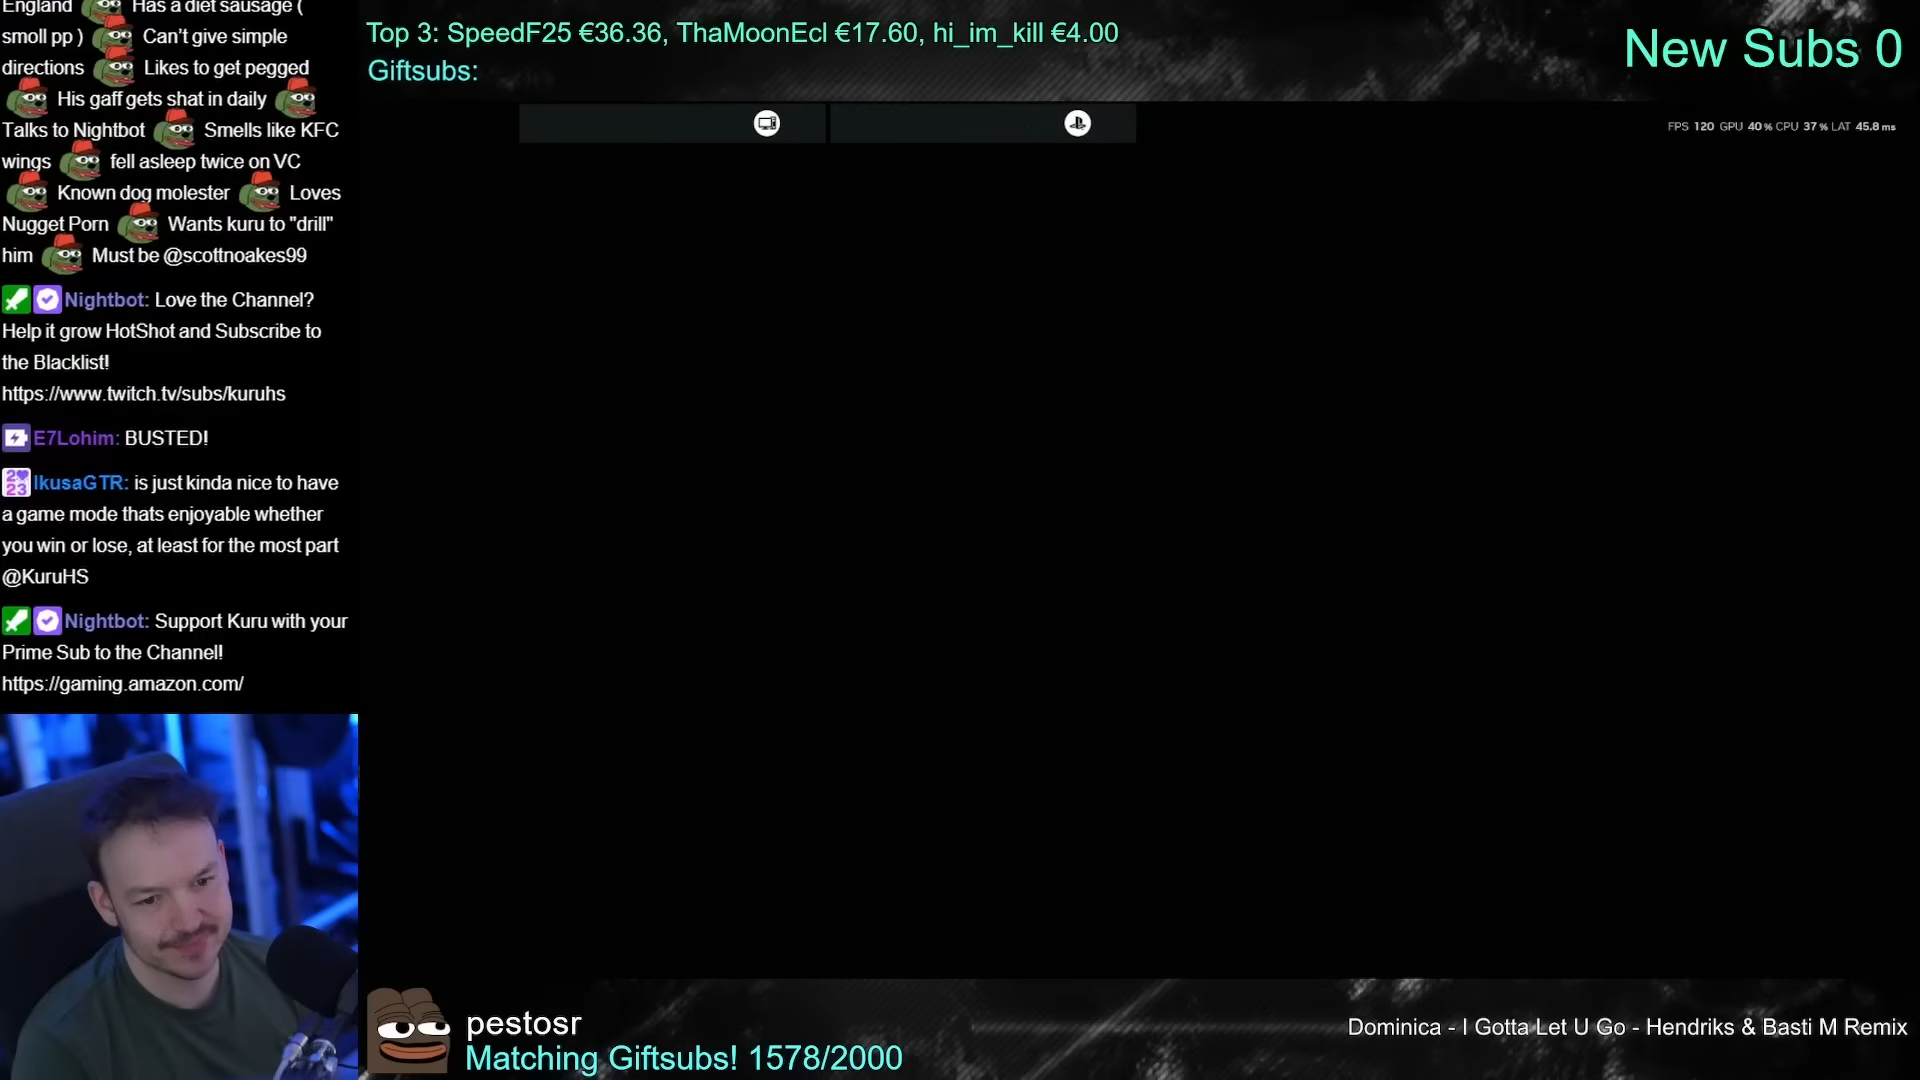 England Has a diet sausage (
smoll pp ) Can't give simple
directions Likes to get pegged
His gaff gets shat in daily
Talks to Nightbot Smells like KFC
wings fell asleep twice on VC
Known dog molester Loves
Nugget Porn Wants kuru to "drill"
him Must be @scottnoakes99
Nightbot: Love the Channel?
Help it grow HotShot and Subscribe to
the Blacklist!
https://www.twitch.tv/subs/kuruhs
E7Lohim: BUSTED!
2023 IkusaGTR: is just kinda nice to have
a game mode thats enjoyable whether
you win or lose, at least for the most part
@KuruHS
Nightbot: Support Kuru with your
Prime Sub to the Channel!
https://gaming.amazon.com/
Top 3: SpeedF25 €36.36, ThaMoonEcl €17.60, hi_im_kill €4.00
Giftsubs:
New Subs 0
FPS 120 GPU 40 % CPU 37 % LAT 45.8 ms
pestosr
Matching Giftsubs! 1578/2000
Dominica - I Gotta Let U Go - Hendriks & Basti M Remix